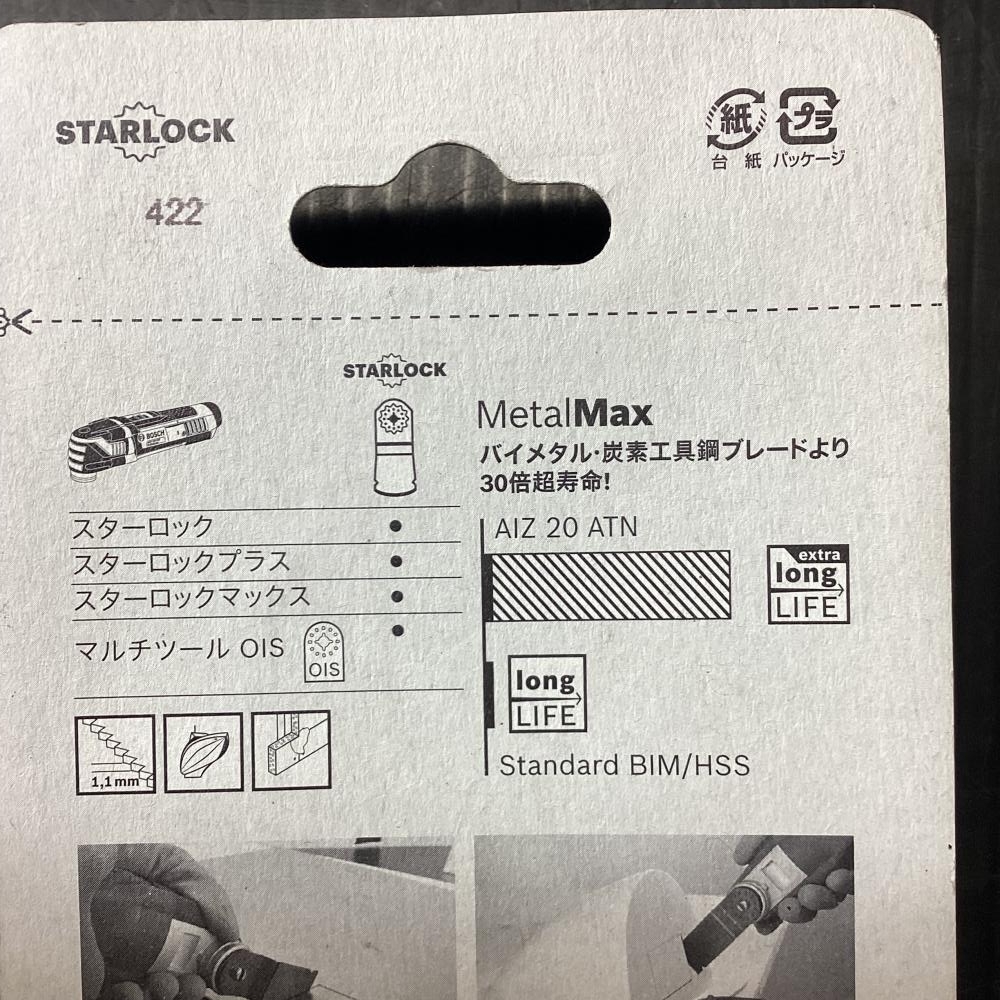 STARLOCK
紙 プラ
台紙 パッケージ
422
STARLOCK
BOSCH
MetalMax
バイメタル・炭素工具鋼ブレードより
30倍超寿命!
スターロック
スターロックプラス
スターロックマックス
マルチツール OIS
OIS
AIZ 20 ATN
extra
long
LIFE
long
LIFE
Standard BIM/HSS
1,1 mm